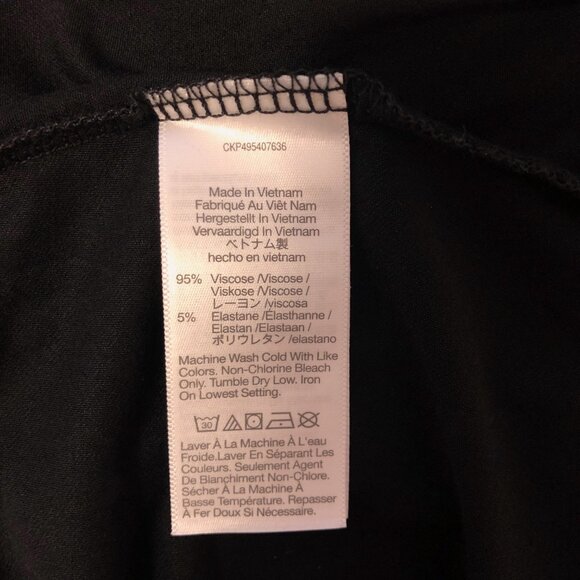 CKP495407636
Made In Vietnam
Fabriqué Au Viêt Nam
Hergestellt In Vietnam
Vervaardigd In Vietnam
ベトナム製
hecho en vietnam
95% Viscose /Viscose /
Viskose /Viscose /
レーヨン /viscosa
5% Elastane /Élasthanne /
Elastan /Elastaan /
ポリウレタン /elastano
Machine Wash Cold With Like
Colors. Non-Chlorine Bleach
Only. Tumble Dry Low. Iron
On Lowest Setting.
30
Laver À La Machine À L'eau
Froide.Laver En Séparant Les
Couleurs. Seulement Agent
De Blanchiment Non-Chlore.
Sécher À La Machine À
Basse Température. Repasser
À Fer Doux Si Nécessaire.